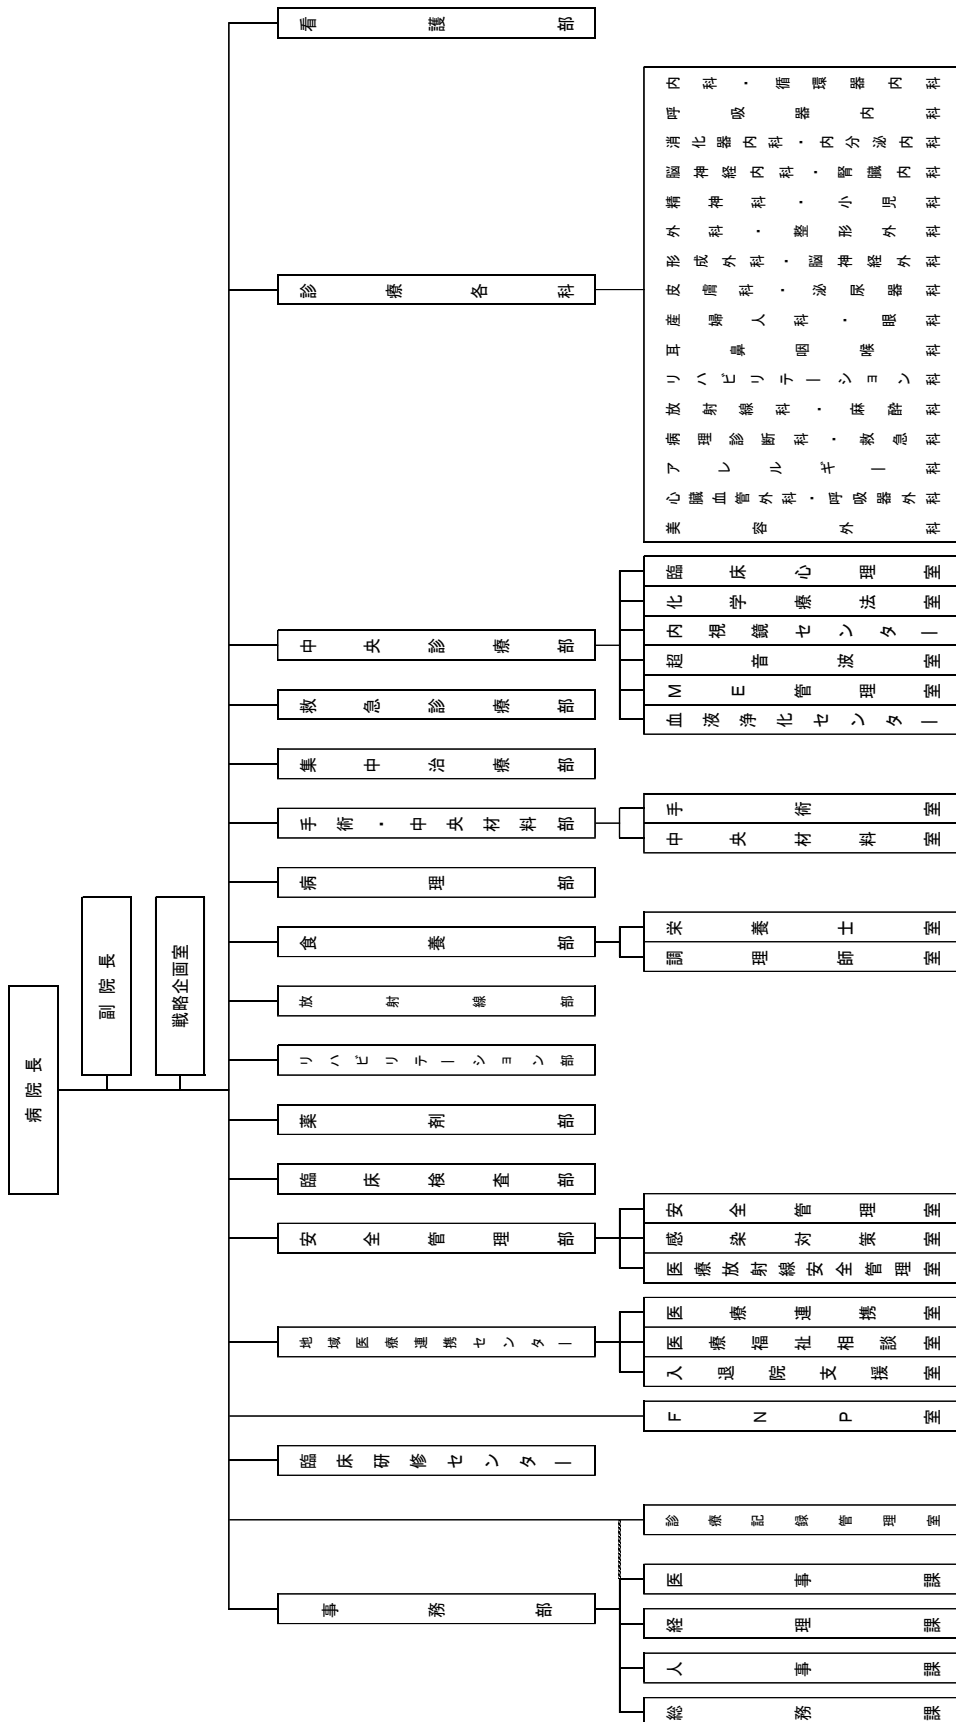 病院長
副院長
戦略企画室
看護部
診療各科
内科・循環器内科
呼吸器内科
消化器内科・内分泌内科
脳神経内科・腎臓内科
精神科・小児科
外科・整形外科
形成外科・脳神経外科
皮膚科・泌尿器科
産婦人科・眼科
耳鼻咽喉科
リハビリテーション科
放射線科・麻酔科
病理診断科・救急科
アレルギー科
心臓血管外科・呼吸器外科
美容外科
中央診療部
臨床心理室
化学療法室
内視鏡センター
超音波室
ME管理室
血液浄化センター
救急診療部
集中治療部
手術・中央材料部
手術室
中央材料室
病理部
食養部
栄養士室
調理師室
放射線部
リハビリテーション部
薬剤部
臨床検査部
安全管理部
安全管理室
感染対策室
医療放射線安全管理室
地域医療連携センター
医療連携室
医療福祉相談室
入退院支援室
FNP室
臨床研修センター
診療記録管理室
事務部
医事課
経理課
人事課
総務課